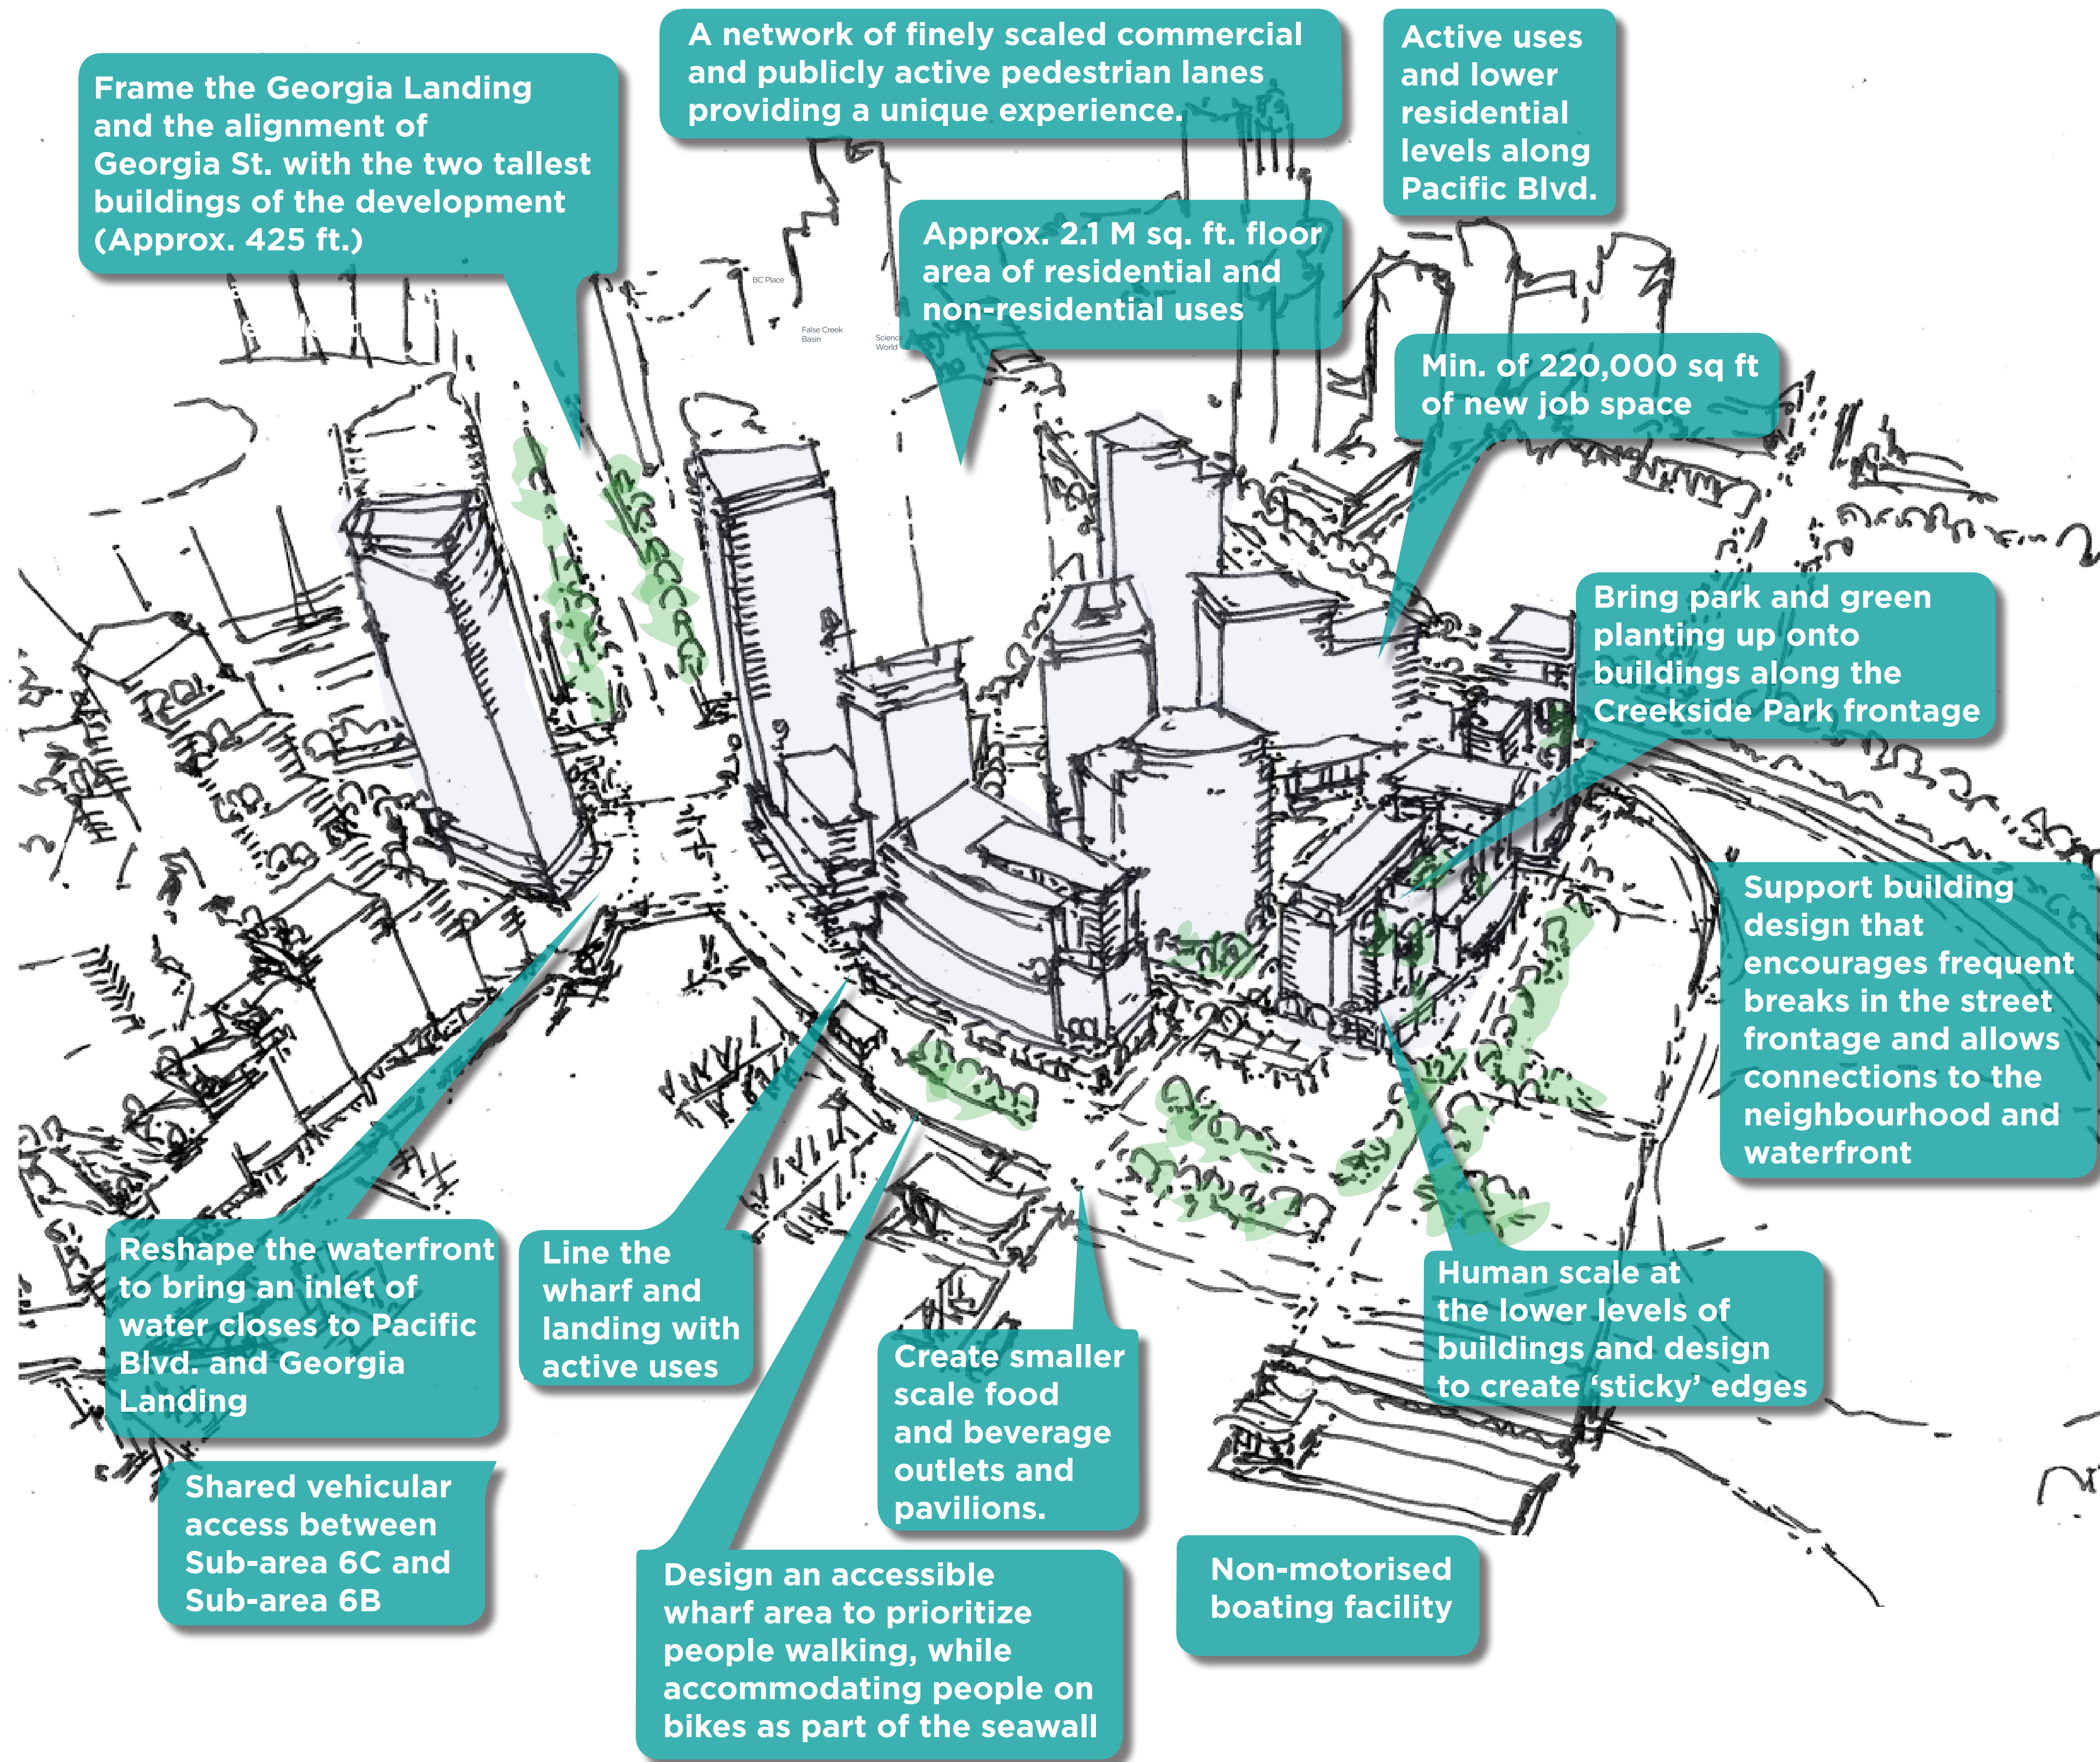 A network of finely scaled commercial
and publicly active pedestrian lanes
providing a unique experience.
Active uses
and lower
residential
levels along
Pacific Blvd.
Frame the Georgia Landing
and the alignment of
Georgia St. with the two tallest
buildings of the development
(Approx. 425 ft.)
Approx. 2.1 M sq. ft. floor
area of residential and
non-residential uses
BC Place
False Creek
Basin
Science
World
Min. of 220,000 sq ft
of new job space
Bring park and green
planting up onto
buildings along the
Creekside Park frontage
Support building
design that
encourages frequent
breaks in the street
frontage and allows
connections to the
neighbourhood and
waterfront
Reshape the waterfront
to bring an inlet of
water closes to Pacific
Blvd. and Georgia
Landing
Line the
wharf and
landing with
active uses
Create smaller
scale food
and beverage
outlets and
pavilions.
Human scale at
the lower levels of
buildings and design
to create ‘sticky’ edges
Shared vehicular
access between
Sub-area 6C and
Sub-area 6B
Design an accessible
wharf area to prioritize
people walking, while
accommodating people on
bikes as part of the seawall
Non-motorised
boating facility